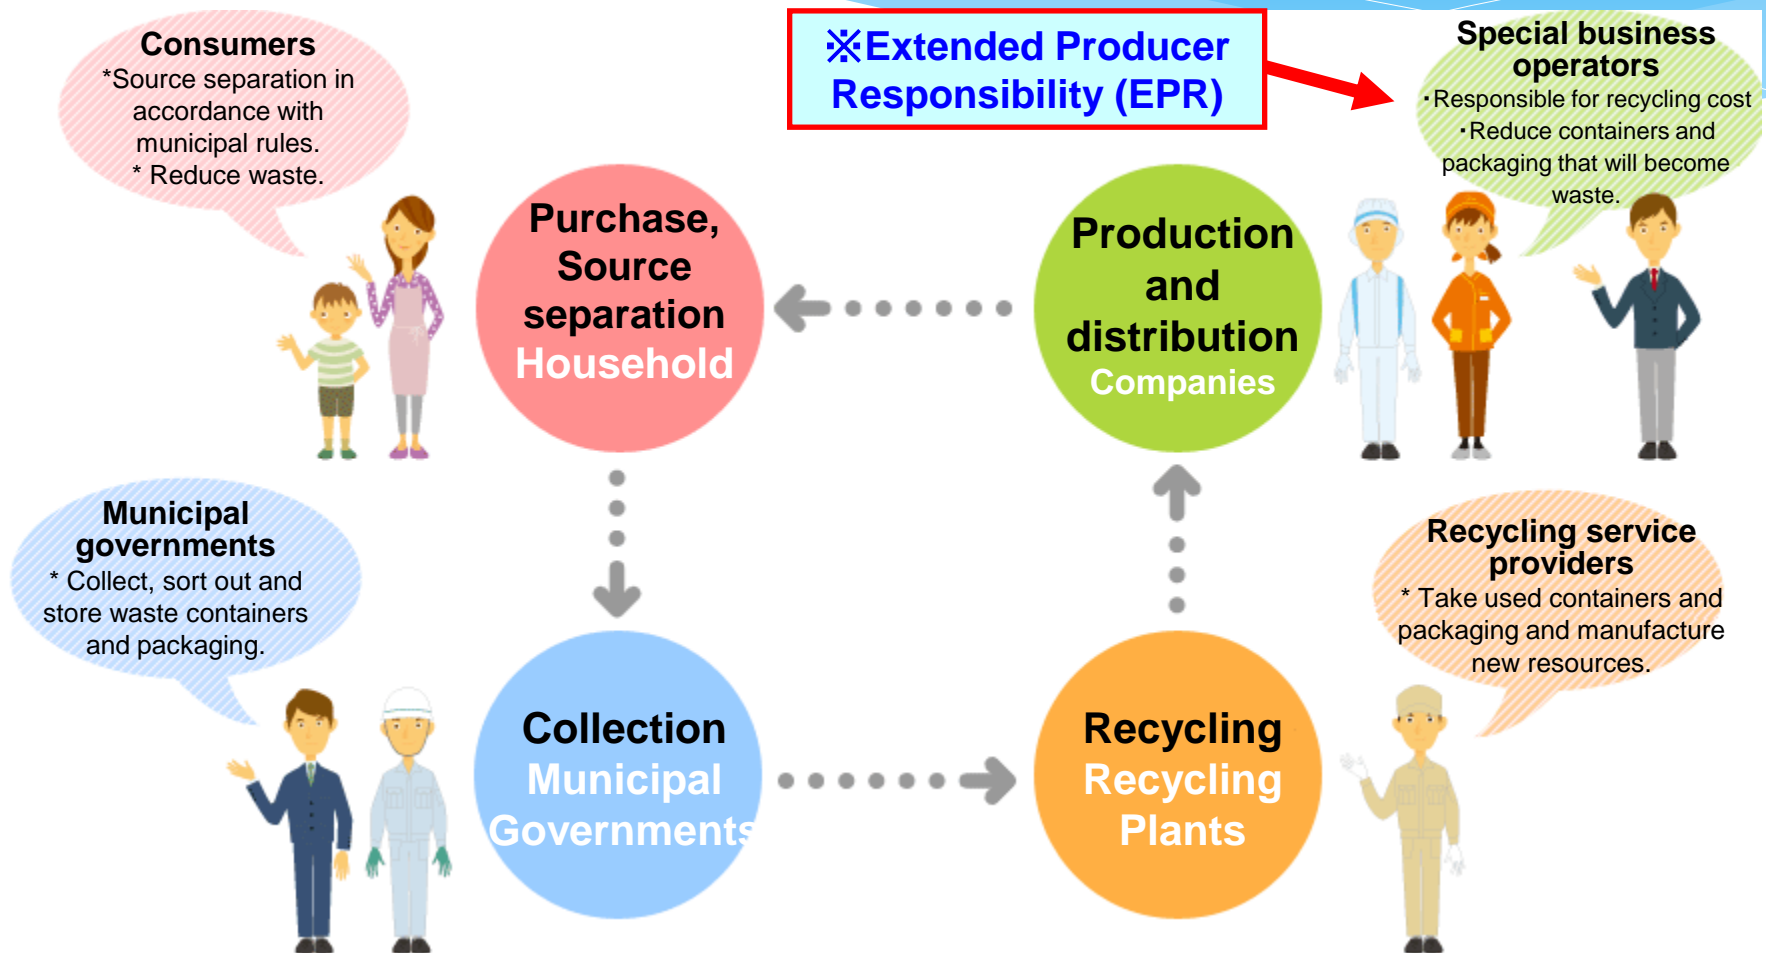 Consumers
*Source separation in
accordance with
municipal rules.
* Reduce waste.
※Extended Producer
Responsibility (EPR)
Special business
operators
・Responsible for recycling cost
・Reduce containers and
packaging that will become
waste.
Purchase,
Source
separation
Household
Production
and
distribution
Companies
Municipal
governments
* Collect, sort out and
store waste containers
and packaging.
Recycling service
providers
* Take used containers and
packaging and manufacture
new resources.
Collection
Municipal
Governments
Recycling
Recycling
Plants